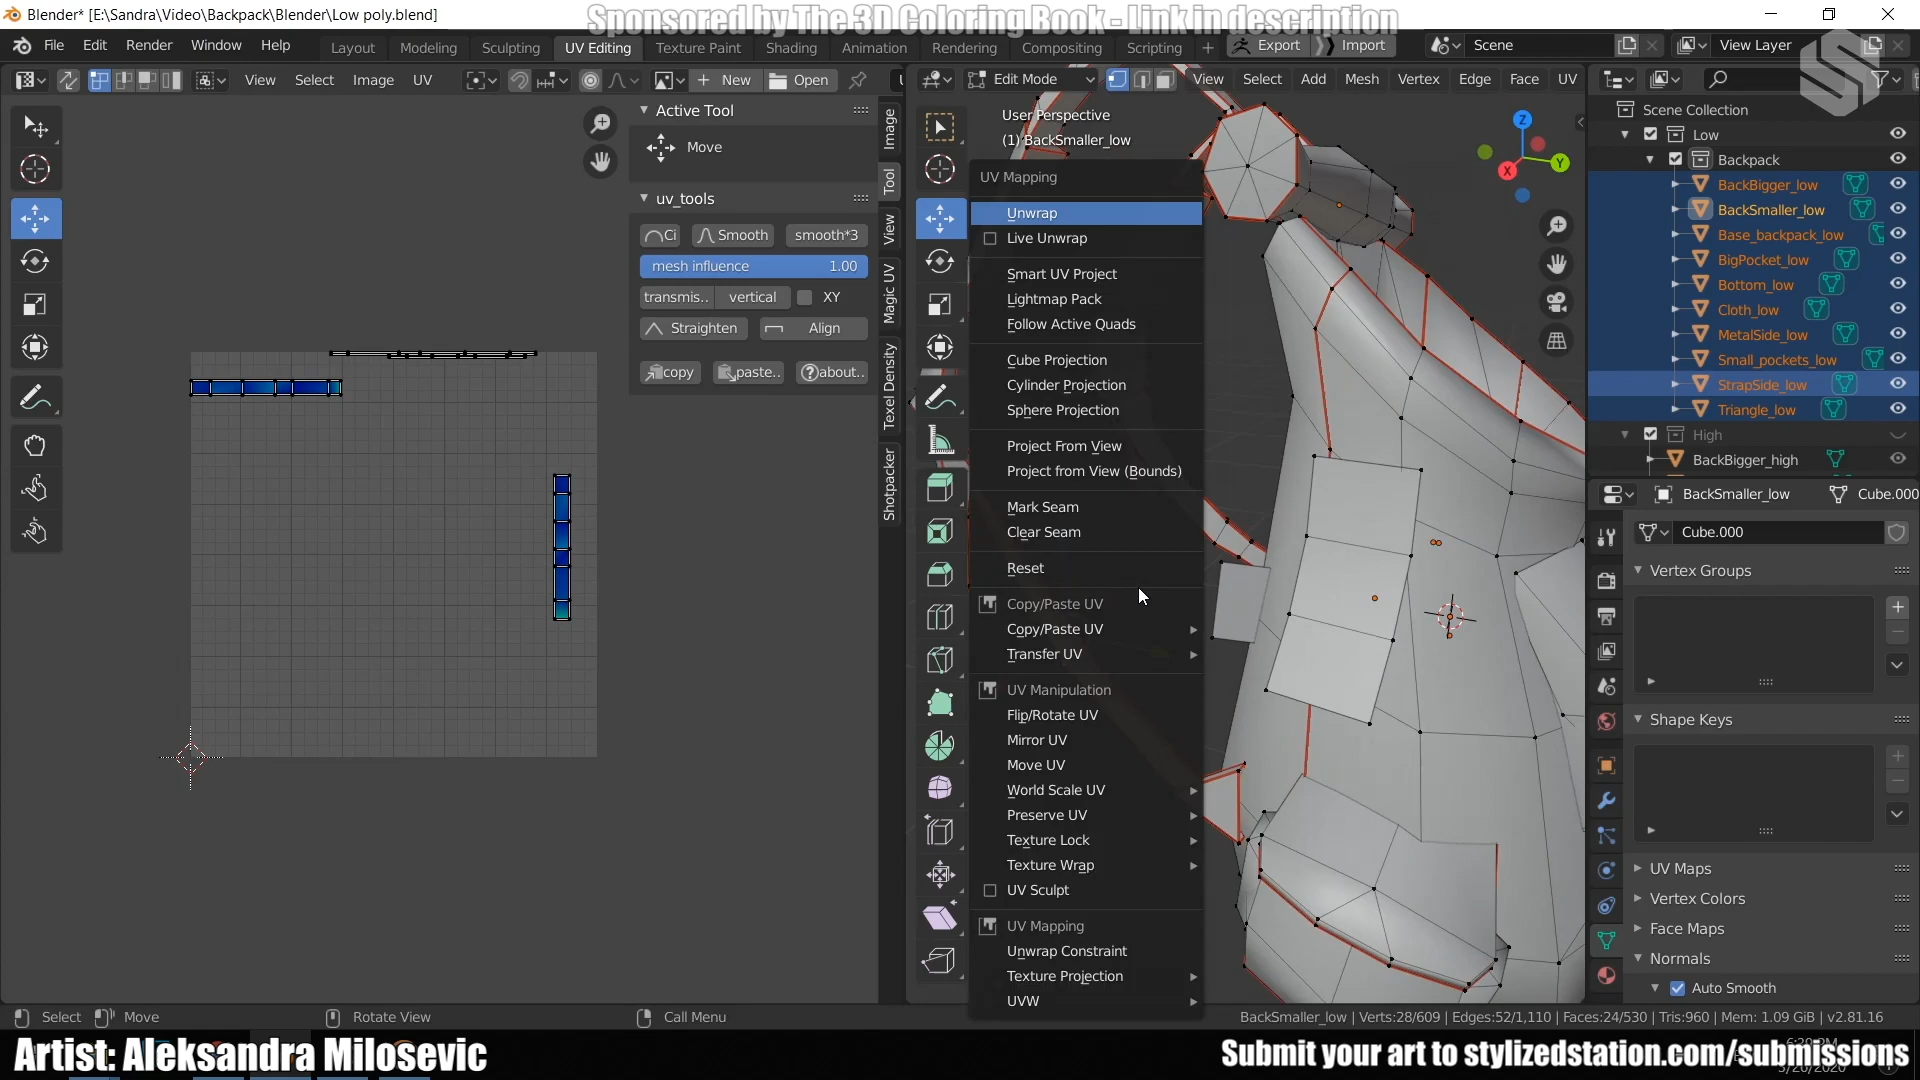 Blender* [E:\Sandra\Video\Backpack\Blender\Low poly.blend]
Sponsored by The 3D Coloring Book - Link in description
File Edit Render Window Help
Layout Modeling Sculpting UV Editing Texture Paint Shading Animation Rendering Compositing Scripting +
Export Import
Scene
View Layer
View Select Image UV
New Open
Edit Mode
View Select Add Mesh Vertex Edge Face UV
Active Tool
Move
uv_tools
Ci Smooth smooth*3
mesh influence 1.00
transmis.. vertical XY
Straighten Align
copy paste.. about..
Image
Tool
View
Magic UV
Texel Density
Shotpacker
User Perspective
(1) BackSmaller_low
UV Mapping
Unwrap
Live Unwrap
Smart UV Project
Lightmap Pack
Follow Active Quads
Cube Projection
Cylinder Projection
Sphere Projection
Project From View
Project from View (Bounds)
Mark Seam
Clear Seam
Reset
Copy/Paste UV
Copy/Paste UV
Transfer UV
UV Manipulation
Flip/Rotate UV
Mirror UV
Move UV
World Scale UV
Preserve UV
Texture Lock
Texture Wrap
UV Sculpt
UV Mapping
Unwrap Constraint
Texture Projection
UVW
Z
Y
X
Scene Collection
Low
Backpack
BackBigger_low
BackSmaller_low
Base_backpack_low
BigPocket_low
Bottom_low
Cloth_low
MetalSide_low
Small_pockets_low
StrapSide_low
Triangle_low
High
BackBigger_high
BackSmaller_low Cube.000
Cube.000
Vertex Groups
Shape Keys
UV Maps
Vertex Colors
Face Maps
Normals
Auto Smooth
Select Move Rotate View Call Menu
BackSmaller_low | Verts:28/609 | Edges:52/1,110 | Faces:24/530 | Tris:960 | Mem: 1.09 GiB | v2.81.16
Artist: Aleksandra Milosevic
Submit your art to stylizedstation.com/submissions